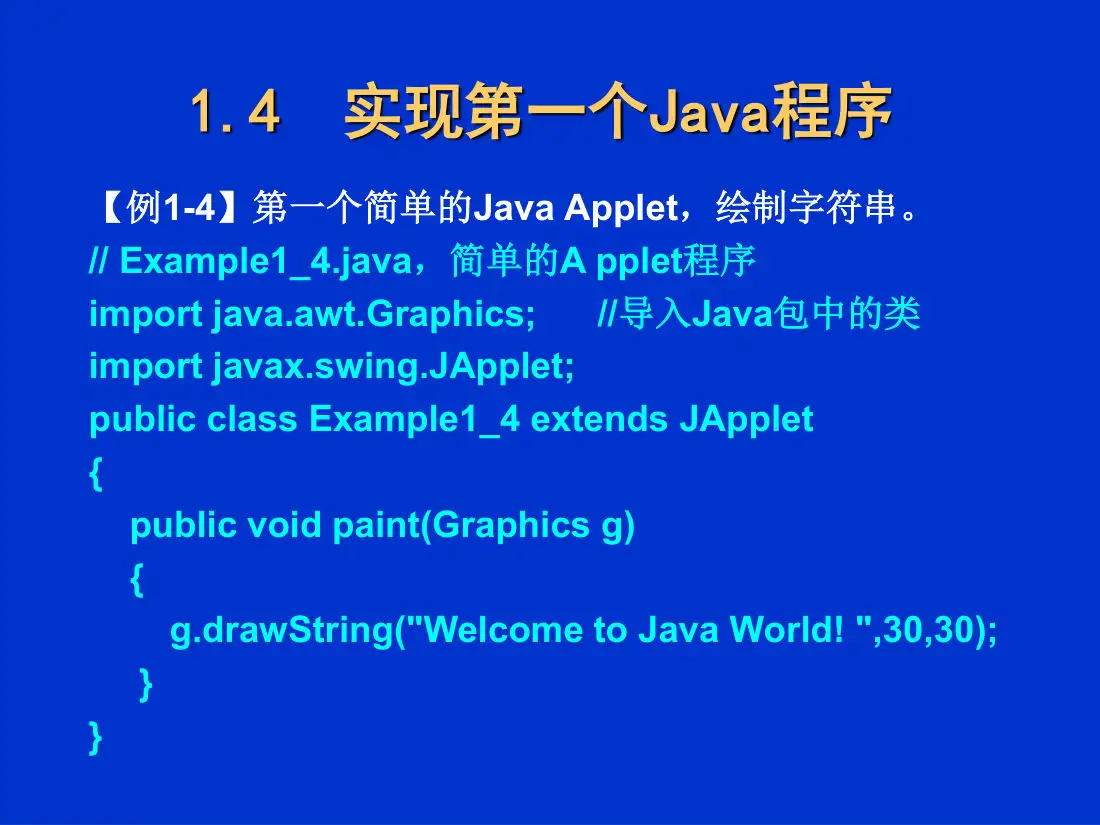 1.4 实现第一个Java程序
【例1-4】第一个简单的Java Applet，绘制字符串。
// Example1_4.java，简单的A pplet程序
import java.awt.Graphics; //导入Java包中的类
import javax.swing.JApplet;
public class Example1_4 extends JApplet
{
public void paint(Graphics g)
{
g.drawString("Welcome to Java World! ",30,30);
}
}